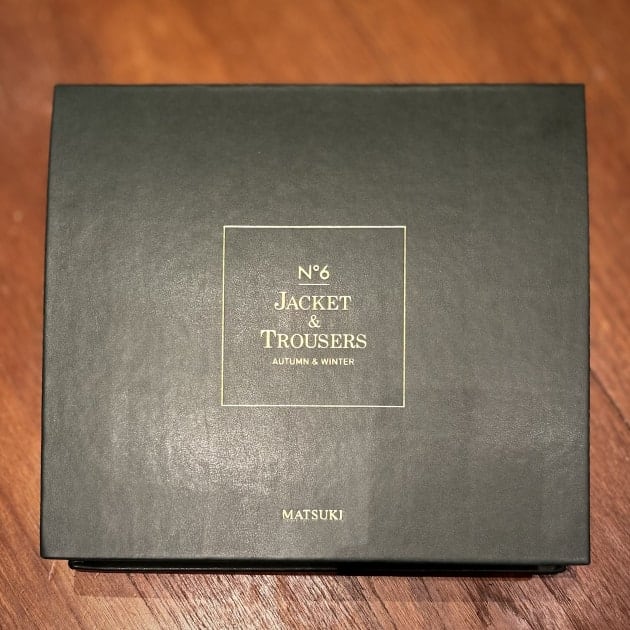 N°6
JACKET
&
TROUSERS
AUTUMN & WINTER
MATSUKI